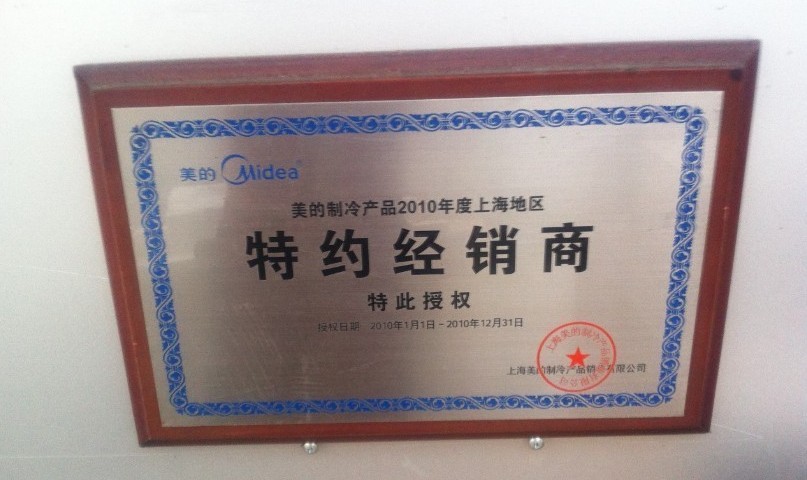 美的 Midea
美的制冷产品2010年度上海地区
特约经销商
特此授权
授权日期 2010年1月1日-2010年12月31日
上海美的制冷产品销售有限公司